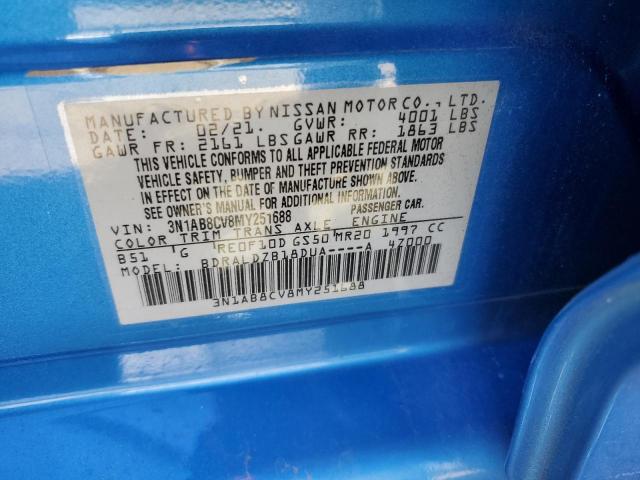 MANUFACTURED BY NISSAN MOTOR CO., LTD.
DATE: 02/21. GVWR: 4001 LBS
GAWR FR: 2161 LBS GAWR RR: 1863 LBS
THIS VEHICLE CONFORMS TO ALL APPLICABLE FEDERAL MOTOR
VEHICLE SAFETY, BUMPER AND THEFT PREVENTION STANDARDS
IN EFFECT ON THE DATE OF MANUFACTURE SHOWN ABOVE.
SEE OWNER'S MANUAL FOR ADDITIONAL INFORMATION.
VIN: 3N1AB8CV8MY251688 PASSENGER CAR.
COLOR TRIM TRANS AXLE ENGINE
B51 G RE0F10D GS50 MR20 1997 CC
MODEL: BDRALDZB18DUA----A 47000
3N1AB8CV8MY251688